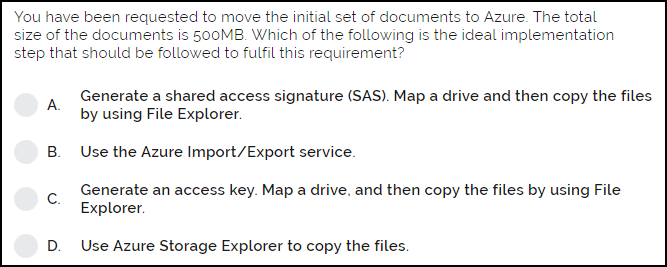 You have been requested to move the initial set of documents to Azure. The total
size of the documents is 500MB. Which of the following is the ideal implementation
step that should be followed to fulfil this requirement?
A. Generate a shared access signature (SAS). Map a drive and then copy the files
by using File Explorer.
B. Use the Azure Import/Export service.
C. Generate an access key. Map a drive, and then copy the files by using File
Explorer.
D. Use Azure Storage Explorer to copy the files.